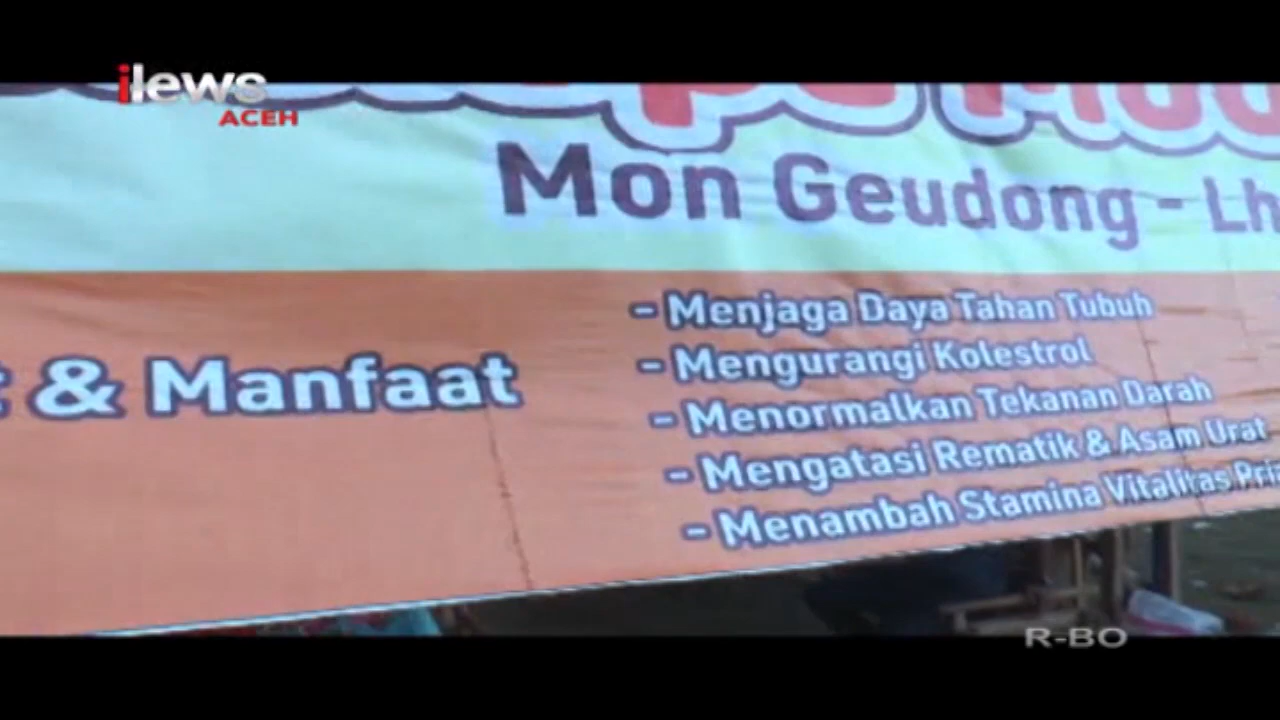 iNews
ACEH
Mon Geudong - Lh
& Manfaat
- Menjaga Daya Tahan Tubuh
- Mengurangi Kolestrol
- Menormalkan Tekanan Darah
- Mengatasi Rematik & Asam Urat
- Menambah Stamina Vitalitas Pria
R-BO